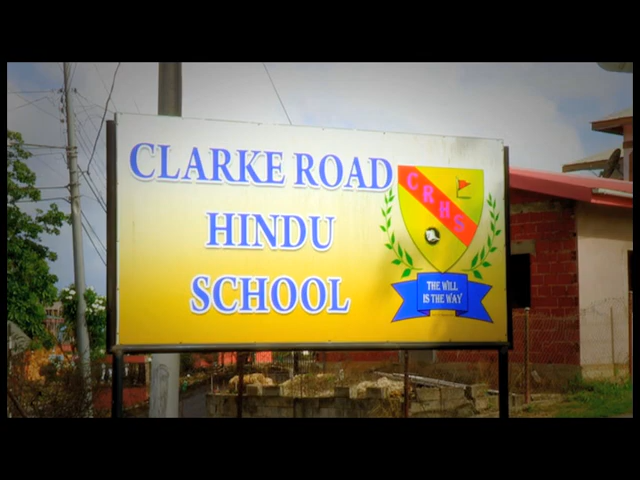 CLARKE ROAD
HINDU
SCHOOL
CRHS
THE WILL
IS THE WAY